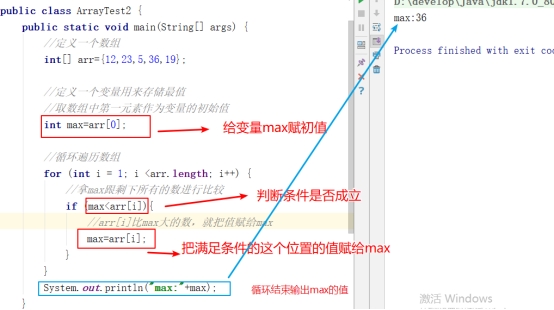 public class ArrayTest2 {
public static void main(String[] args) {
//定义一个数组
int[] arr={12,23,5,36,19};
//定义一个变量用来存储最值
//取数组中第一元素作为变量的初始值
int max=arr[0];
给变量max赋初值
//循环遍历数组
for (int i = 1; i <arr.length; i++) {
//拿max跟剩下所有的数进行比较
if (max<arr[i]){
判断条件是否成立
//arr[i]比max大的数，就把值赋给max
max=arr[i];
把满足条件的这个位置的值赋给max
}
}
System.out.println("max:"+max);
循环结束输出max的值
}
D:\develop\java\jdk1.7.0_80
max:36
Process finished with exit co
激活 Windows